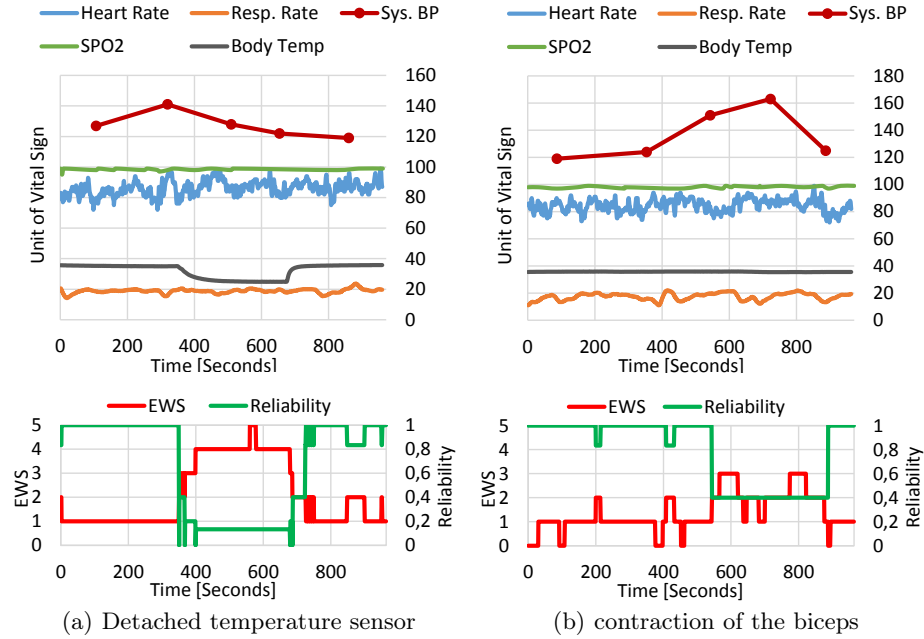 Heart Rate Resp. Rate Sys. BP
SPO2 Body Temp
Unit of Vital Sign
160
140
120
100
80
60
40
20
0
0 200 400 600 800
Time [Seconds]
EWS Reliability
EWS
5
4
3
2
1
0
1
0,8
0,6
0,4
0,2
0
Reliability
0 200 400 600 800
Time [Seconds]
(a) Detached temperature sensor
Heart Rate Resp. Rate Sys. BP
SPO2 Body Temp
Unit of Vital Sign
180
160
140
120
100
80
60
40
20
0
0 200 400 600 800
Time [Seconds]
EWS Reliability
EWS
5
4
3
2
1
0
1
0,8
0,6
0,4
0,2
0
Reliability
0 200 400 600 800
Time [Seconds]
(b) contraction of the biceps